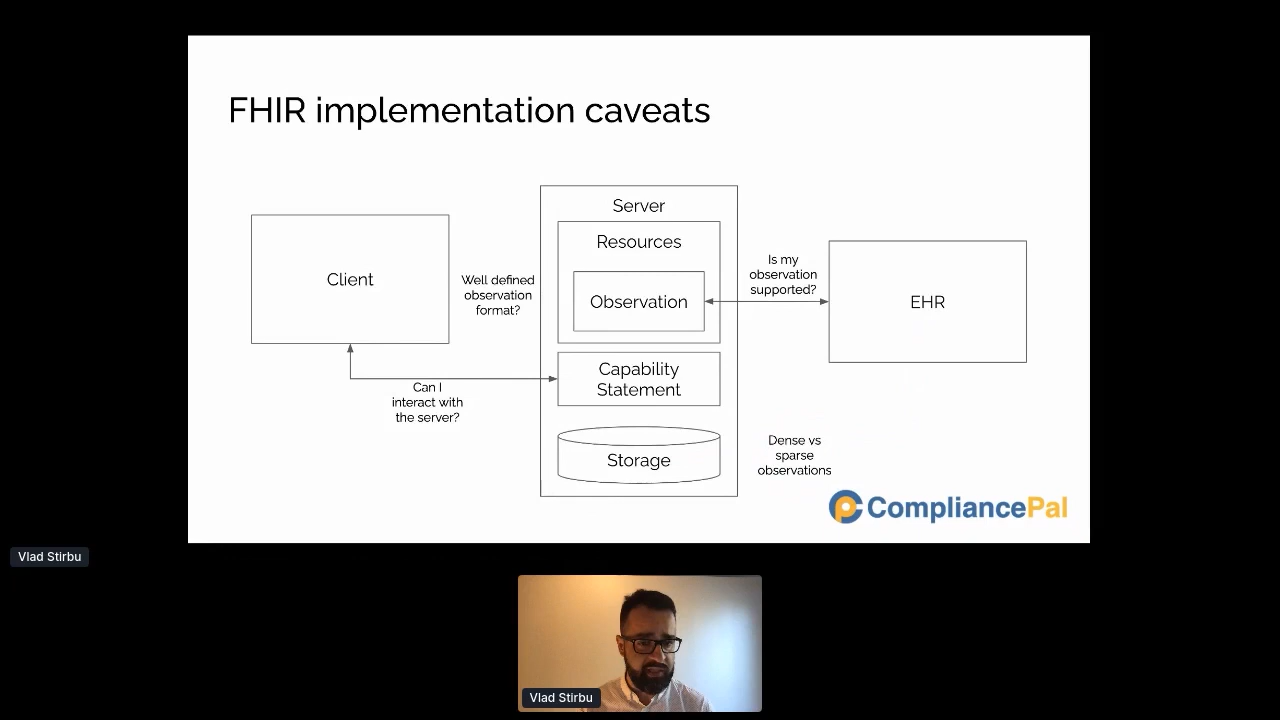 FHIR implementation caveats
Server
Resources
Client
Well defined
observation
format?
Observation
Is my
observation
supported?
EHR
Capability
Statement
Can I
interact with
the server?
Storage
Dense vs
sparse
observations
CompliancePal
Vlad Stirbu
Vlad Stirbu